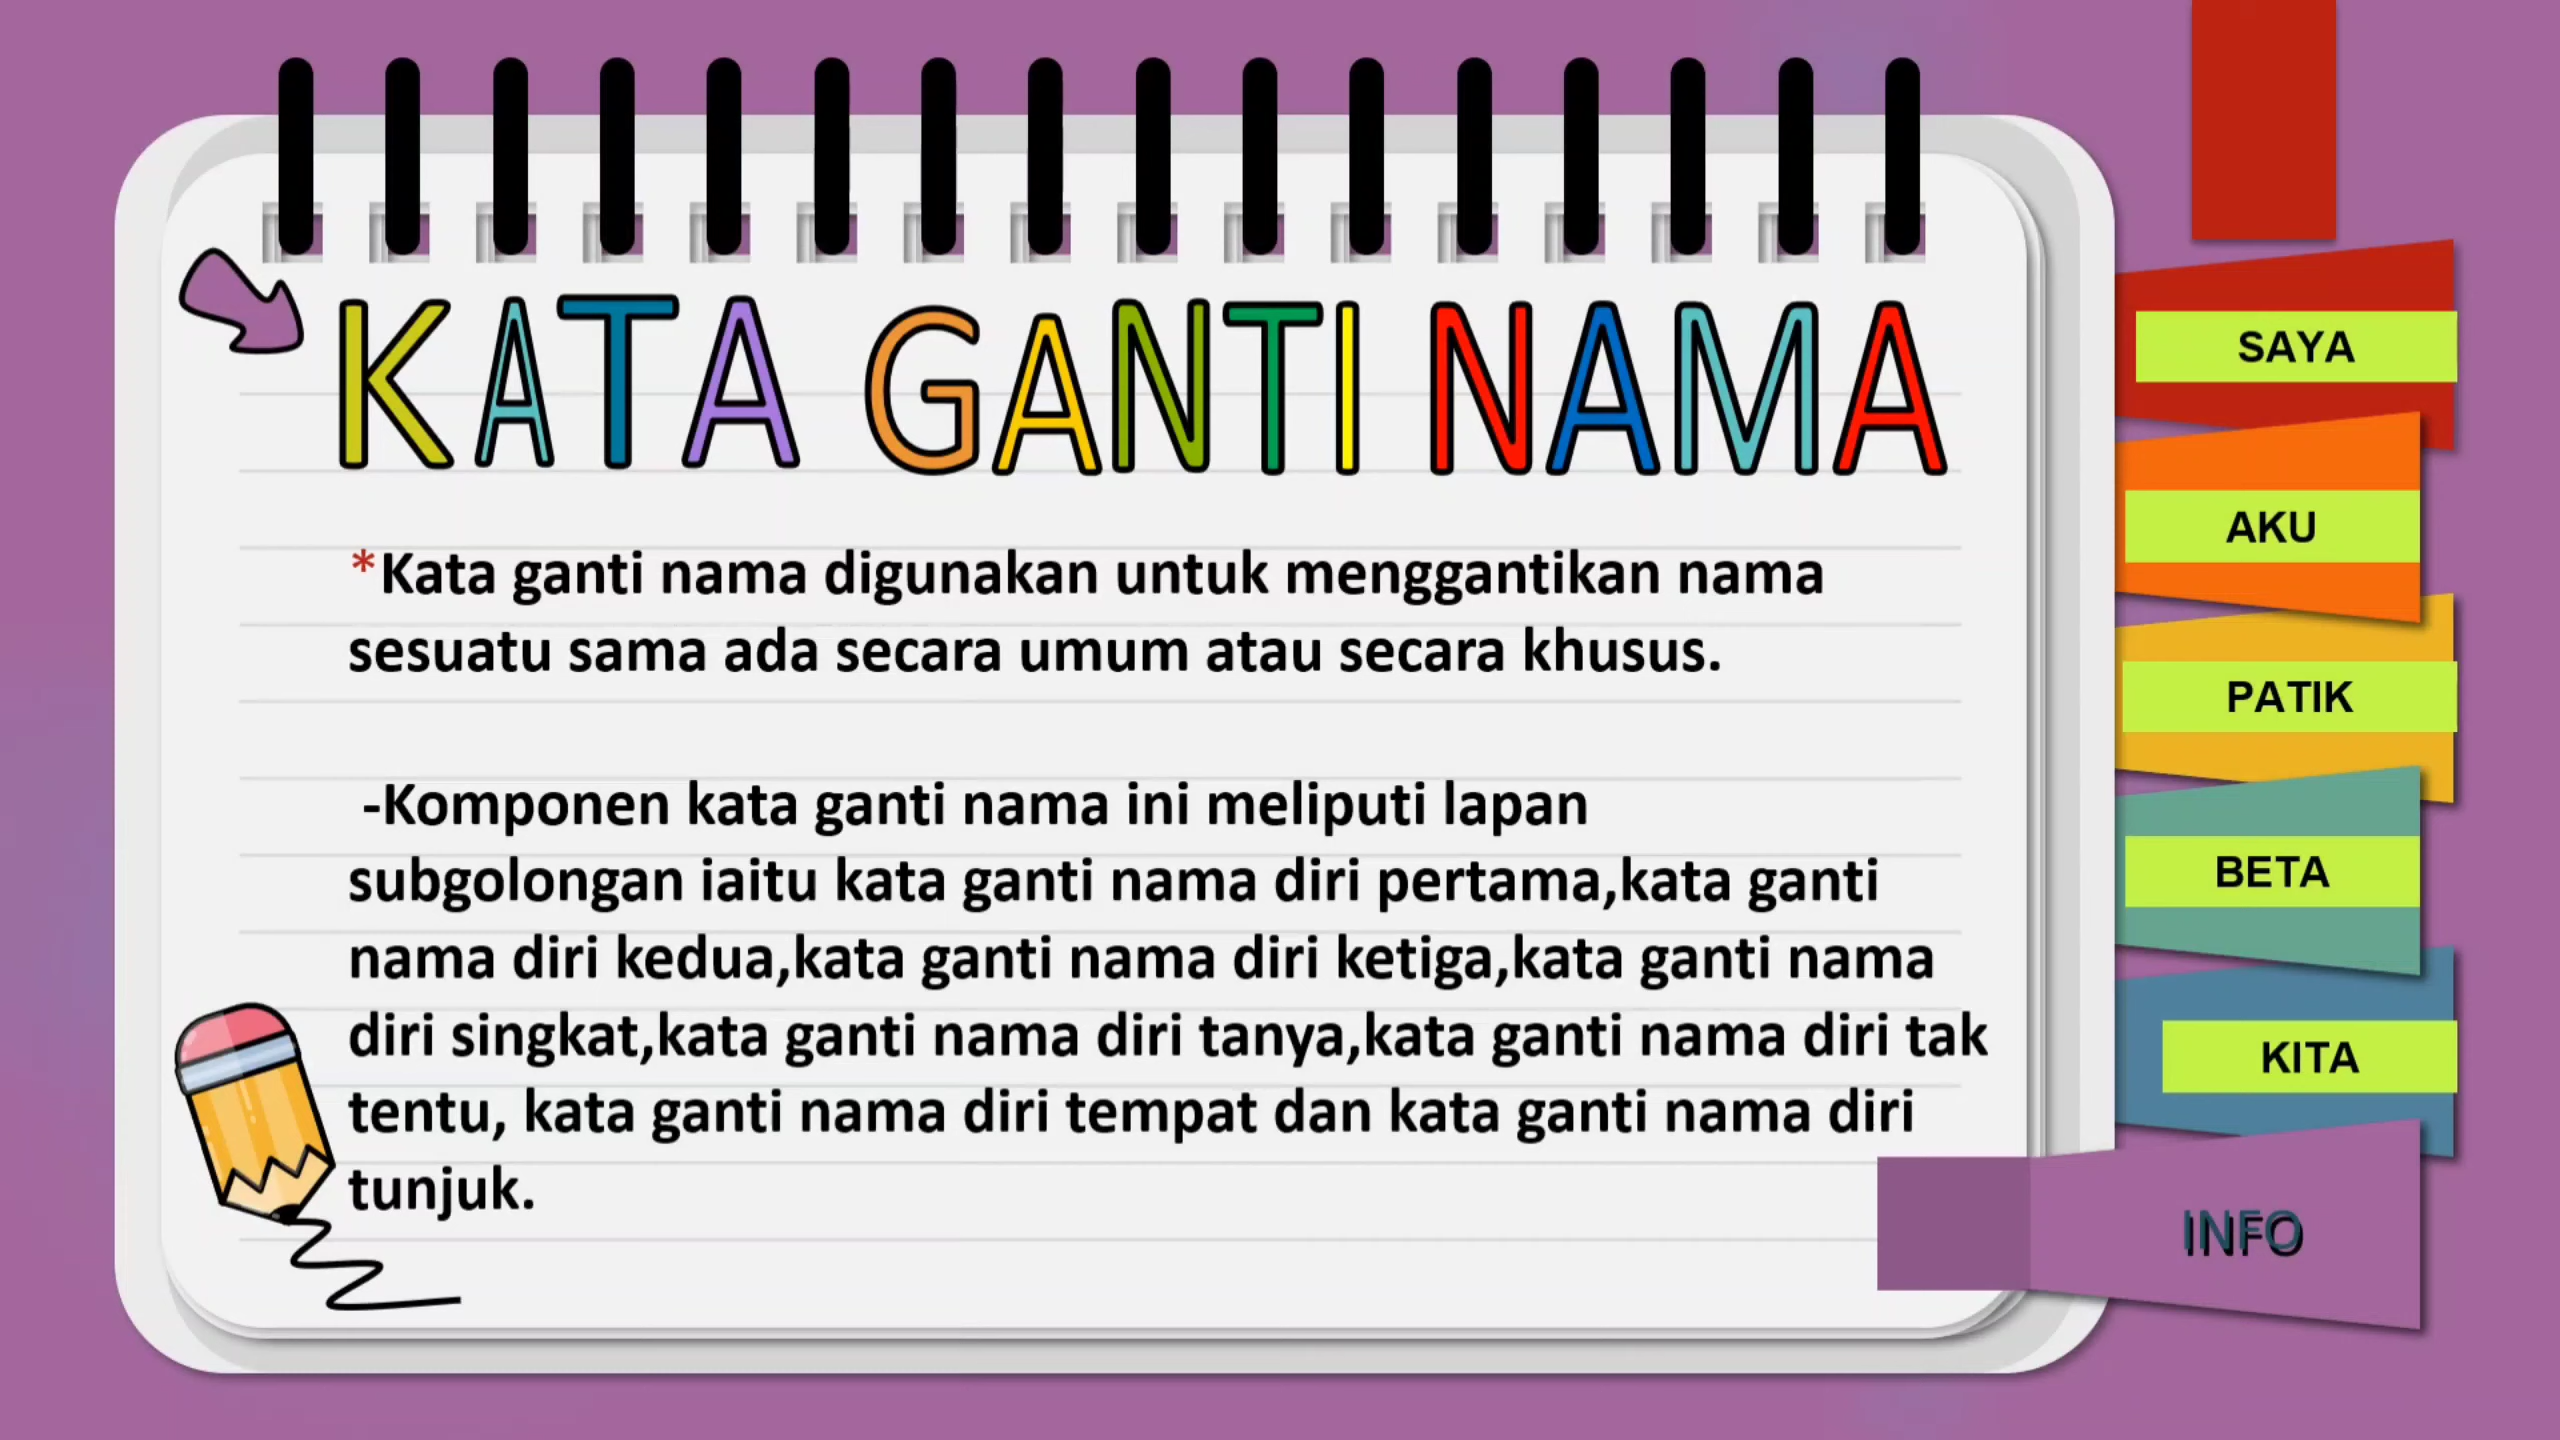 KATA GANTI NAMA
*Kata ganti nama digunakan untuk menggantikan nama
sesuatu sama ada secara umum atau secara khusus.
-Komponen kata ganti nama ini meliputi lapan
subgolongan iaitu kata ganti nama diri pertama,kata ganti
nama diri kedua,kata ganti nama diri ketiga,kata ganti nama
diri singkat,kata ganti nama diri tanya,kata ganti nama diri tak
tentu, kata ganti nama diri tempat dan kata ganti nama diri
tunjuk.
SAYA
AKU
PATIK
BETA
KITA
INFO